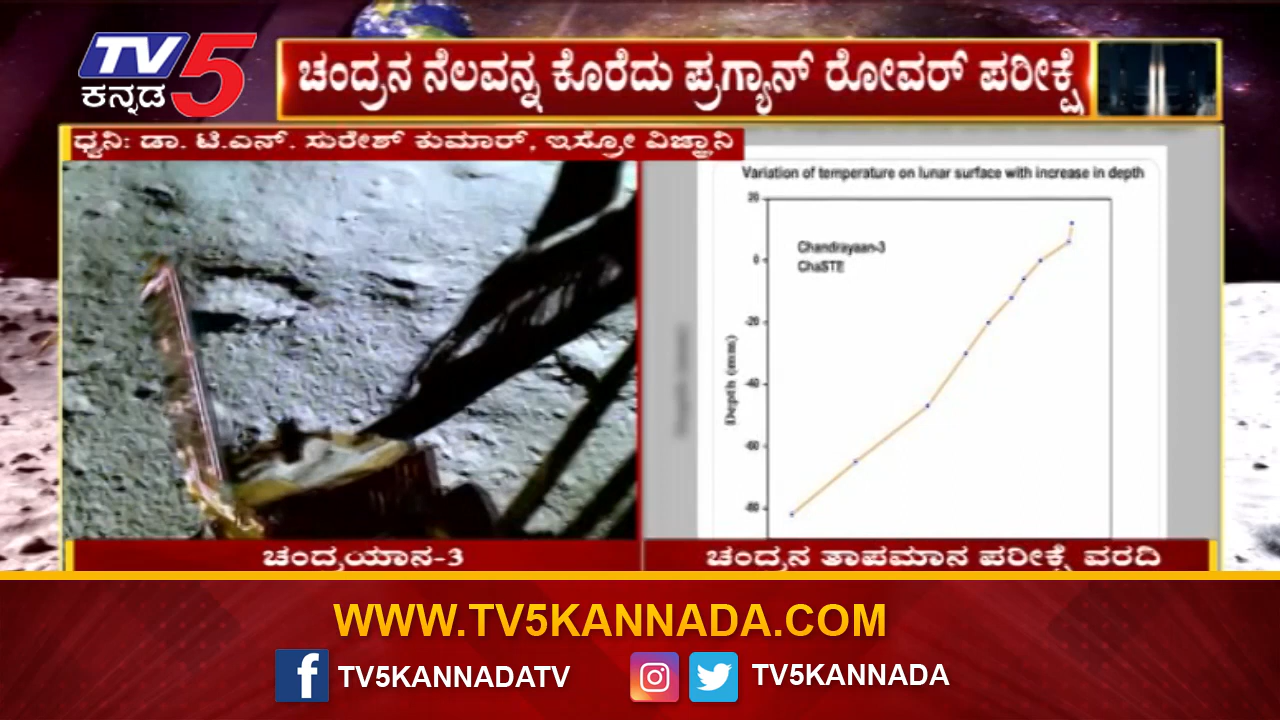 TV5
ಕನ್ನಡ
ಚಂದ್ರನ ನೆಲವನ್ನ ಕೊರೆದು ಪ್ರಗ್ಯಾನ್ ರೋವರ್ ಪರೀಕ್ಷೆ
ಧ್ವನಿ: ಡಾ. ಟಿ.ಎನ್. ಸುರೇಶ್ ಕುಮಾರ್, ಇಸ್ರೋ ವಿಜ್ಞಾನಿ
Variation of temperature on lunar surface with increase in depth
20
Chandrayaan-3
ChaSTE
0
-20
-40
-60
-80
Depth (mm)
ಚಂದ್ರಯಾನ-3
ಚಂದ್ರನ ತಾಪಮಾನ ಪರೀಕ್ಷೆ ವರದಿ
WWW.TV5KANNADA.COM
f TV5KANNADATV
TV5KANNADA